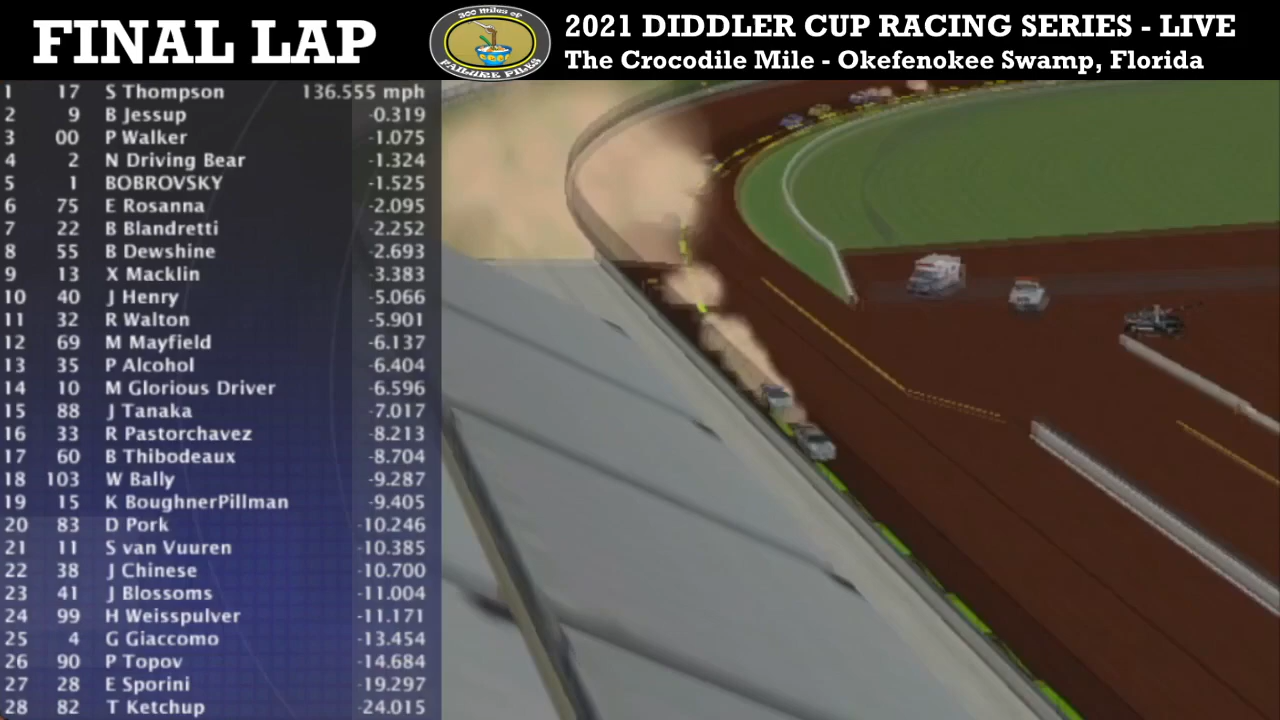 FINAL LAP
300 Miles of
FAILURE PILES
2021 DIDDLER CUP RACING SERIES - LIVE
The Crocodile Mile - Okefenokee Swamp, Florida
1 17 S Thompson 136.555 mph
2 9 B Jessup -0.319
3 00 P Walker -1.075
4 2 N Driving Bear -1.324
5 1 BOBROVSKY -1.525
6 75 E Rosanna -2.095
7 22 B Blandretti -2.252
8 55 B Dewshine -2.693
9 13 X Macklin -3.383
10 40 J Henry -5.066
11 32 R Walton -5.901
12 69 M Mayfield -6.137
13 35 P Alcohol -6.404
14 10 M Glorious Driver -6.596
15 88 J Tanaka -7.017
16 33 R Pastorchavez -8.213
17 60 B Thibodeaux -8.704
18 103 W Bally -9.287
19 15 K BoughnerPillman -9.405
20 83 D Pork -10.246
21 11 S van Vuuren -10.385
22 38 J Chinese -10.700
23 41 J Blossoms -11.004
24 99 H Weisspulver -11.171
25 4 G Giaccomo -13.454
26 90 P Topov -14.684
27 28 E Sporini -19.297
28 82 T Ketchup -24.015